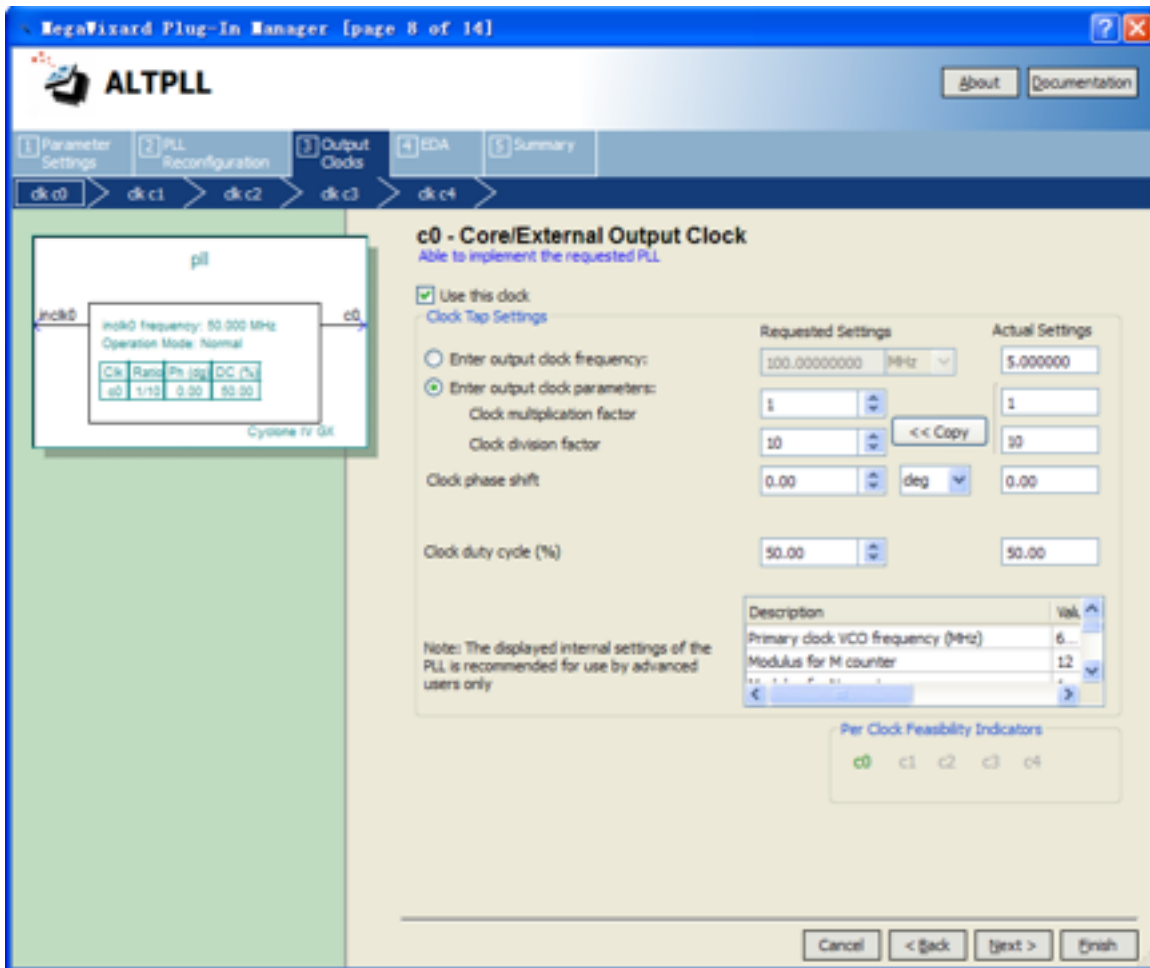 MegaWizard Plug-In Manager [page 8 of 14]
ALTPLL
About
Documentation
1 Parameter Settings
2 PLL Reconfiguration
3 Output Clocks
4 EDA
5 Summary
clk c0
clk c1
clk c2
clk c3
clk c4
pll
inclk0
c0
inclk0 frequency: 50.000 MHz
Operation Mode: Normal
Clk Ratio Ph (dg) DC (%)
c0 1/10 0.00 50.00
Cyclone IV GX
c0 - Core/External Output Clock
Able to implement the requested PLL
Use this clock
Clock Tap Settings
Requested Settings
Actual Settings
Enter output clock frequency:
100.00000000
MHz
5.000000
Enter output clock parameters:
Clock multiplication factor
1
1
Clock division factor
10
<< Copy
10
Clock phase shift
0.00
deg
0.00
Clock duty cycle (%)
50.00
50.00
Note: The displayed internal settings of the
PLL is recommended for use by advanced
users only
Description
Primary clock VCO frequency (MHz) 6...
Modulus for M counter 12
Per Clock Feasibility Indicators
c0 c1 c2 c3 c4
Cancel
< Back
Next >
Finish